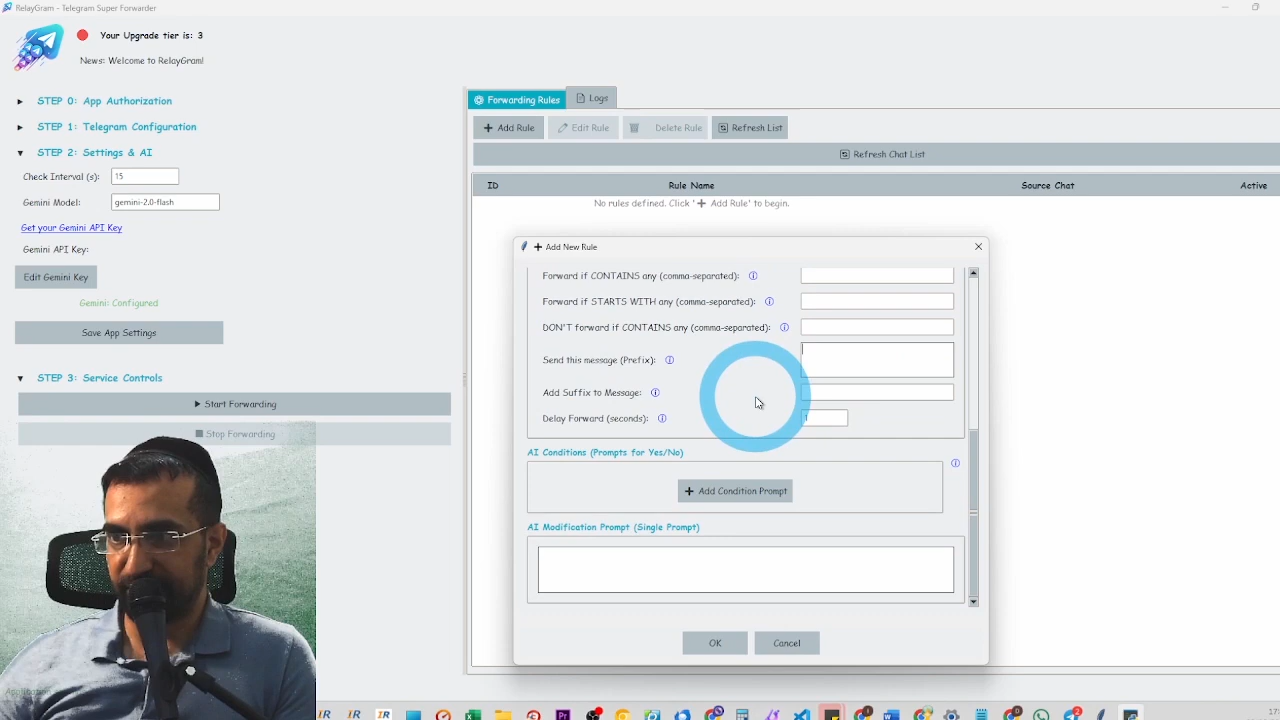 RelayGram - Telegram Super Forwarder
Your Upgrade tier is: 3
News: Welcome to RelayGram!
STEP 0: App Authorization
STEP 1: Telegram Configuration
STEP 2: Settings & AI
Check Interval (s): 15
Gemini Model: gemini-2.0-flash
Get your Gemini API Key
Gemini API Key:
Edit Gemini Key
Gemini: Configured
Save App Settings
STEP 3: Service Controls
Start Forwarding
Stop Forwarding
Forwarding Rules Logs
Add Rule Edit Rule Delete Rule Refresh List
Refresh Chat List
ID Rule Name Source Chat Active
No rules defined. Click '+ Add Rule' to begin.
+ Add New Rule
Forward if CONTAINS any (comma-separated):
Forward if STARTS WITH any (comma-separated):
DON'T forward if CONTAINS any (comma-separated):
Send this message (Prefix):
Add Suffix to Message:
Delay Forward (seconds): 1
AI Conditions (Prompts for Yes/No)
+ Add Condition Prompt
AI Modification Prompt (Single Prompt)
OK Cancel
IR IR IR